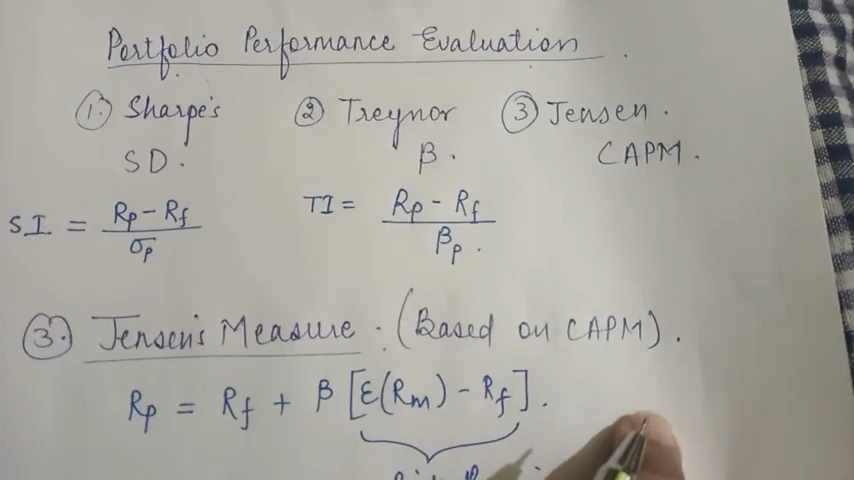 Portfolio Performance Evaluation.
① Sharpe's ② Treynor ③ Jensen.
SD. β. CAPM.
SI = (Rp - Rf) / σp TI = (Rp - Rf) / βp.
③. Jensen's Measure. (Based on CAPM).
Rp = Rf + β [E(Rm) - Rf].